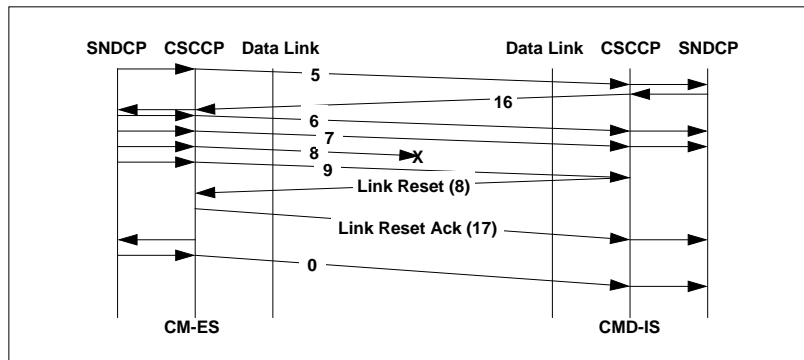 SNDCP CSCCP Data Link Data Link CSCCP SNDCP
5
16
6
7
8 X
9
Link Reset (8)
Link Reset Ack (17)
0
CM-ES CMD-IS